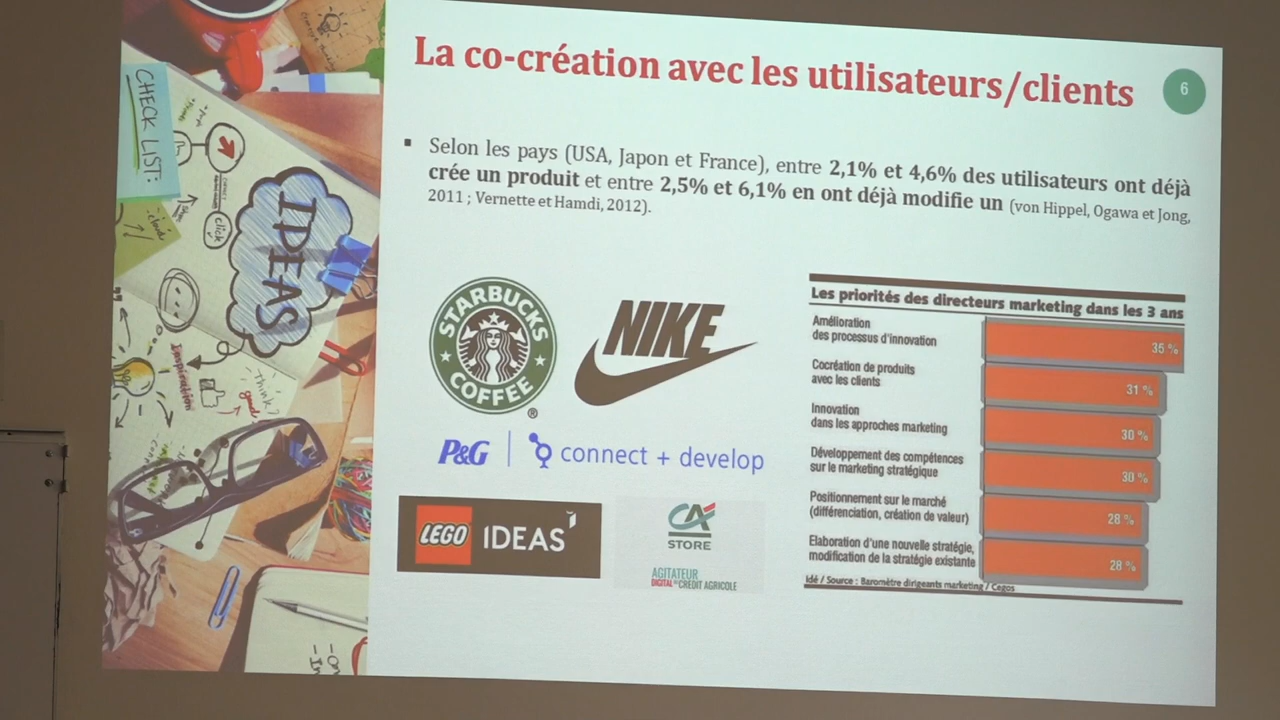 La co-création avec les utilisateurs/clients
6
▪ Selon les pays (USA, Japon et France), entre 2,1% et 4,6% des utilisateurs ont déjà
crée un produit et entre 2,5% et 6,1% en ont déjà modifie un (von Hippel, Ogawa et Jong,
2011 ; Vernette et Hamdi, 2012).
CHECK LIST:
click
IDEAS
Inspiration
Think?
good
STARBUCKS
COFFEE
®
NIKE
P&G | connect + develop
LEGO IDEAS
CA
STORE
AGITATEUR
DIGITAL DU CRÉDIT AGRICOLE
Les priorités des directeurs marketing dans les 3 ans
Amélioration
des processus d'innovation
35 %
Cocréation de produits
avec les clients
31 %
Innovation
dans les approches marketing
30 %
Développement des compétences
sur le marketing stratégique
30 %
Positionnement sur le marché
(différenciation, création de valeur)
28 %
Elaboration d'une nouvelle stratégie,
modification de la stratégie existante
28 %
Idé / Source : Baromètre dirigeants marketing / Cegos